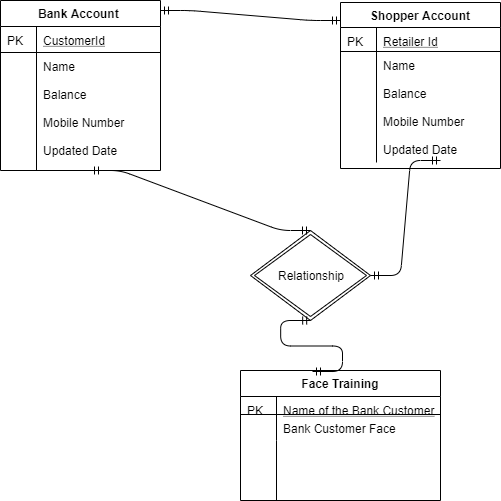 Bank Account
PK CustomerId
Name
Balance
Mobile Number
Updated Date
Shopper Account
PK Retailer Id
Name
Balance
Mobile Number
Updated Date
Relationship
Face Training
PK Name of the Bank Customer
Bank Customer Face